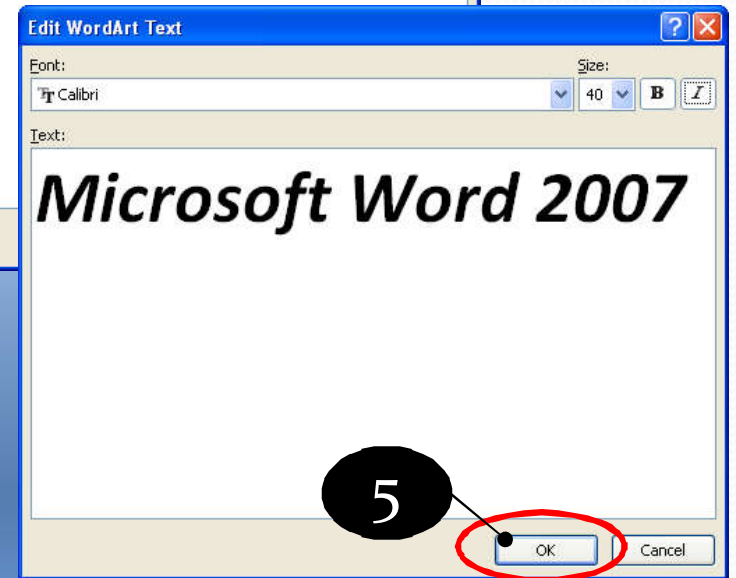 Edit WordArt Text ?
Font: Size:
Calibri 40 B I
Text:
Microsoft Word 2007
5
OK Cancel